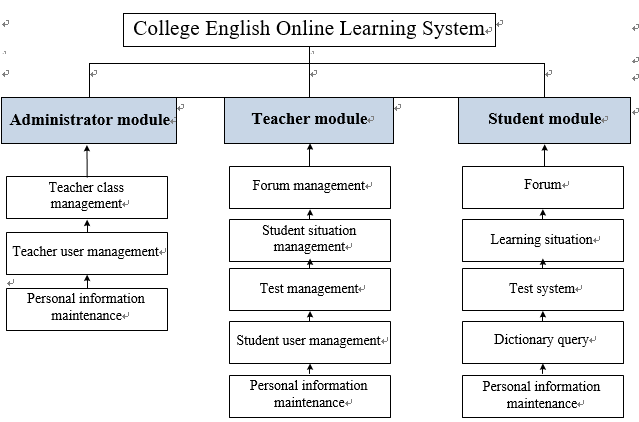 College English Online Learning System
Administrator module
Teacher module
Student module
Teacher class
management
Teacher user management
Personal information
maintenance
Forum management
Student situation
management
Test management
Student user management
Personal information
maintenance
Forum
Learning situation
Test system
Dictionary query
Personal information
maintenance